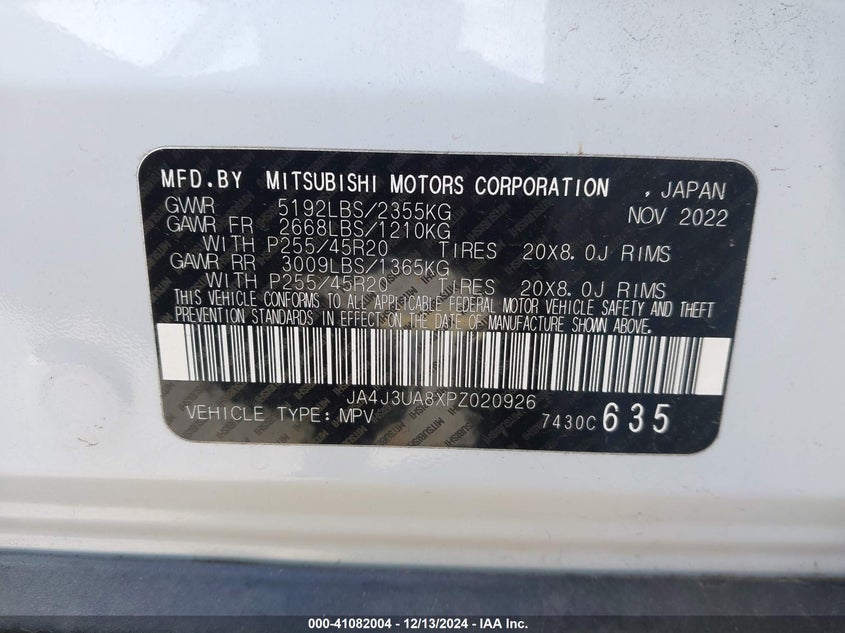 MFD.BY MITSUBISHI MOTORS CORPORATION , JAPAN
GVWR 5192LBS/2355KG NOV 2022
GAWR FR 2668LBS/1210KG
WITH P255/45R20 TIRES 20X8.0J RIMS
GAWR RR 3009LBS/1365KG
WITH P255/45R20 TIRES 20X8.0J RIMS
THIS VEHICLE CONFORMS TO ALL APPLICABLE FEDERAL MOTOR VEHICLE SAFETY AND THEFT
PREVENTION STANDARDS IN EFFECT ON THE DATE OF MANUFACTURE SHOWN ABOVE.
JA4J3UA8XPZ020926
VEHICLE TYPE: MPV 7430C 635
000-41082004 - 12/13/2024 - IAA Inc.